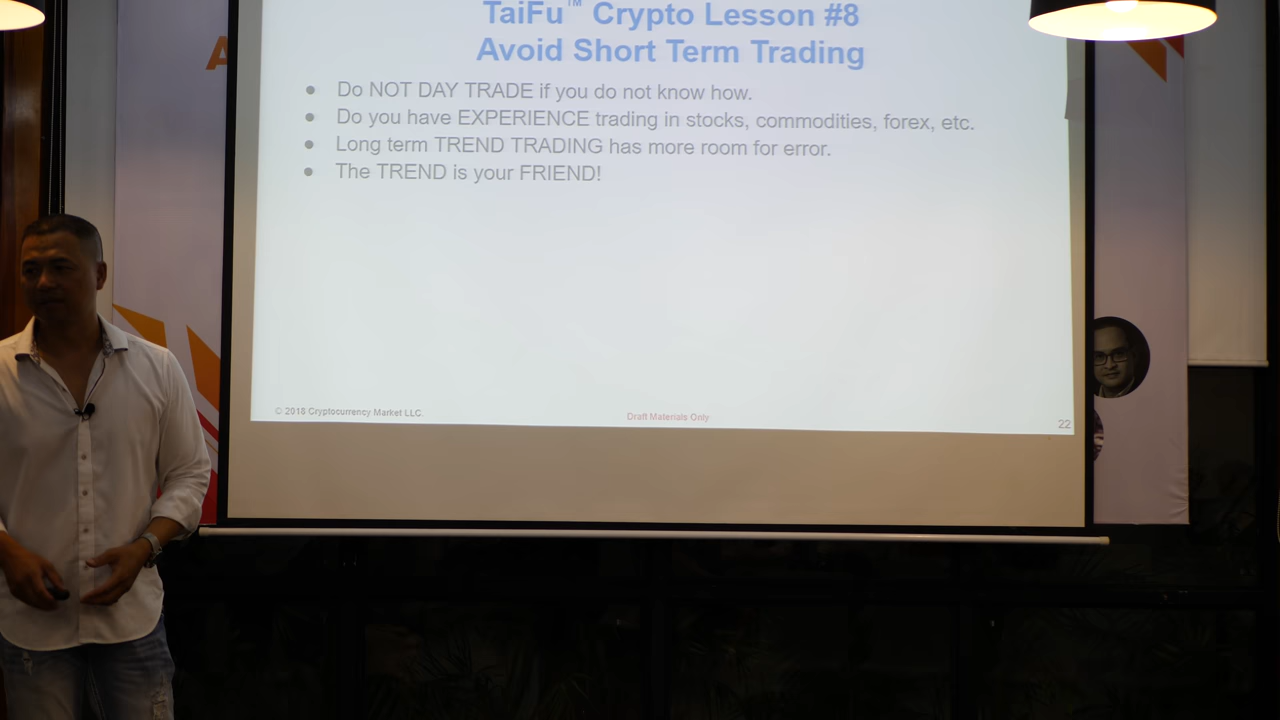 TaiFu™ Crypto Lesson #8
Avoid Short Term Trading
● Do NOT DAY TRADE if you do not know how.
● Do you have EXPERIENCE trading in stocks, commodities, forex, etc.
● Long term TREND TRADING has more room for error.
● The TREND is your FRIEND!
© 2018 Cryptocurrency Market LLC.
Draft Materials Only
22
A